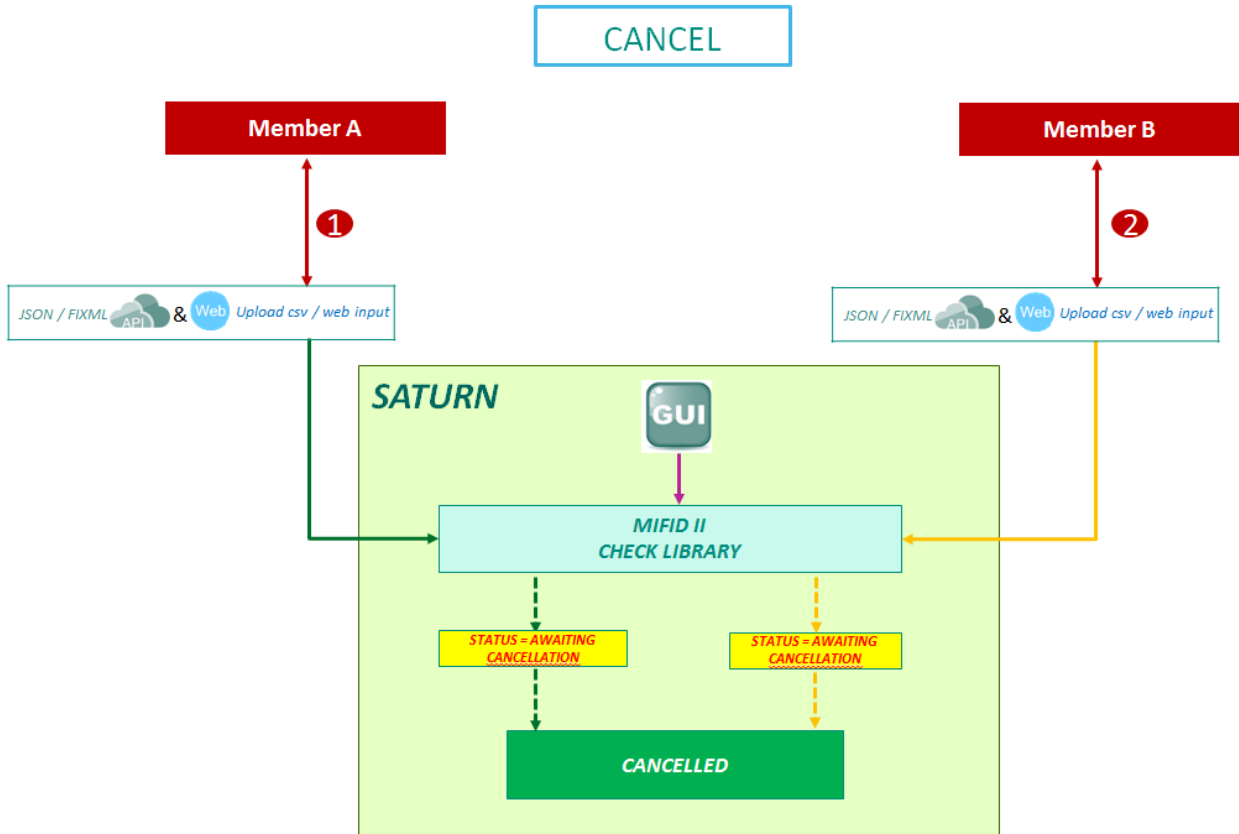 CANCEL
Member A
Member B
1
2
JSON / FIXML API & Web Upload csv / web input
JSON / FIXML API & Web Upload csv / web input
SATURN
GUI
MIFID II
CHECK LIBRARY
STATUS = AWAITING
CANCELLATION
STATUS = AWAITING
CANCELLATION
CANCELLED